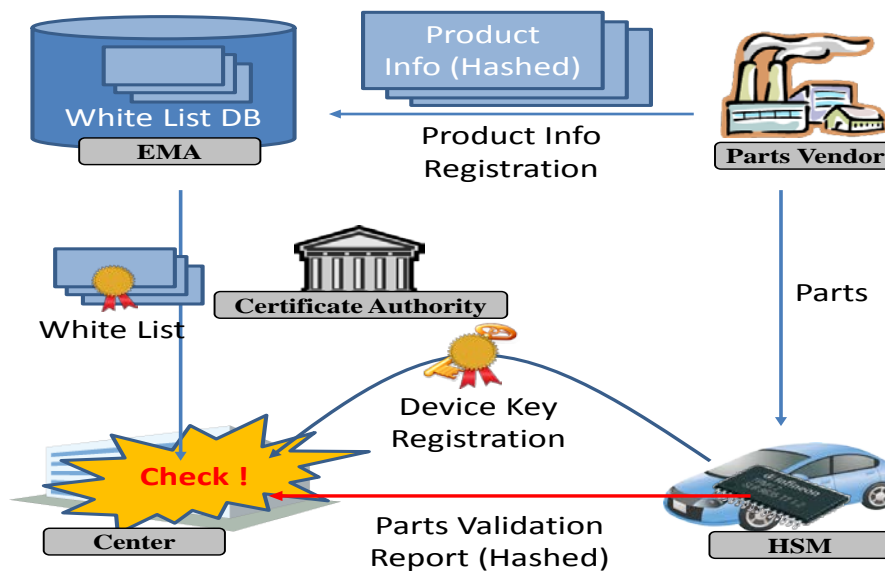 Product
Info (Hashed)
White List DB
EMA
Product Info
Registration
Parts Vendor
Certificate Authority
White List
Parts
Device Key
Registration
Check !
Center
Parts Validation
Report (Hashed)
HSM
Infineon